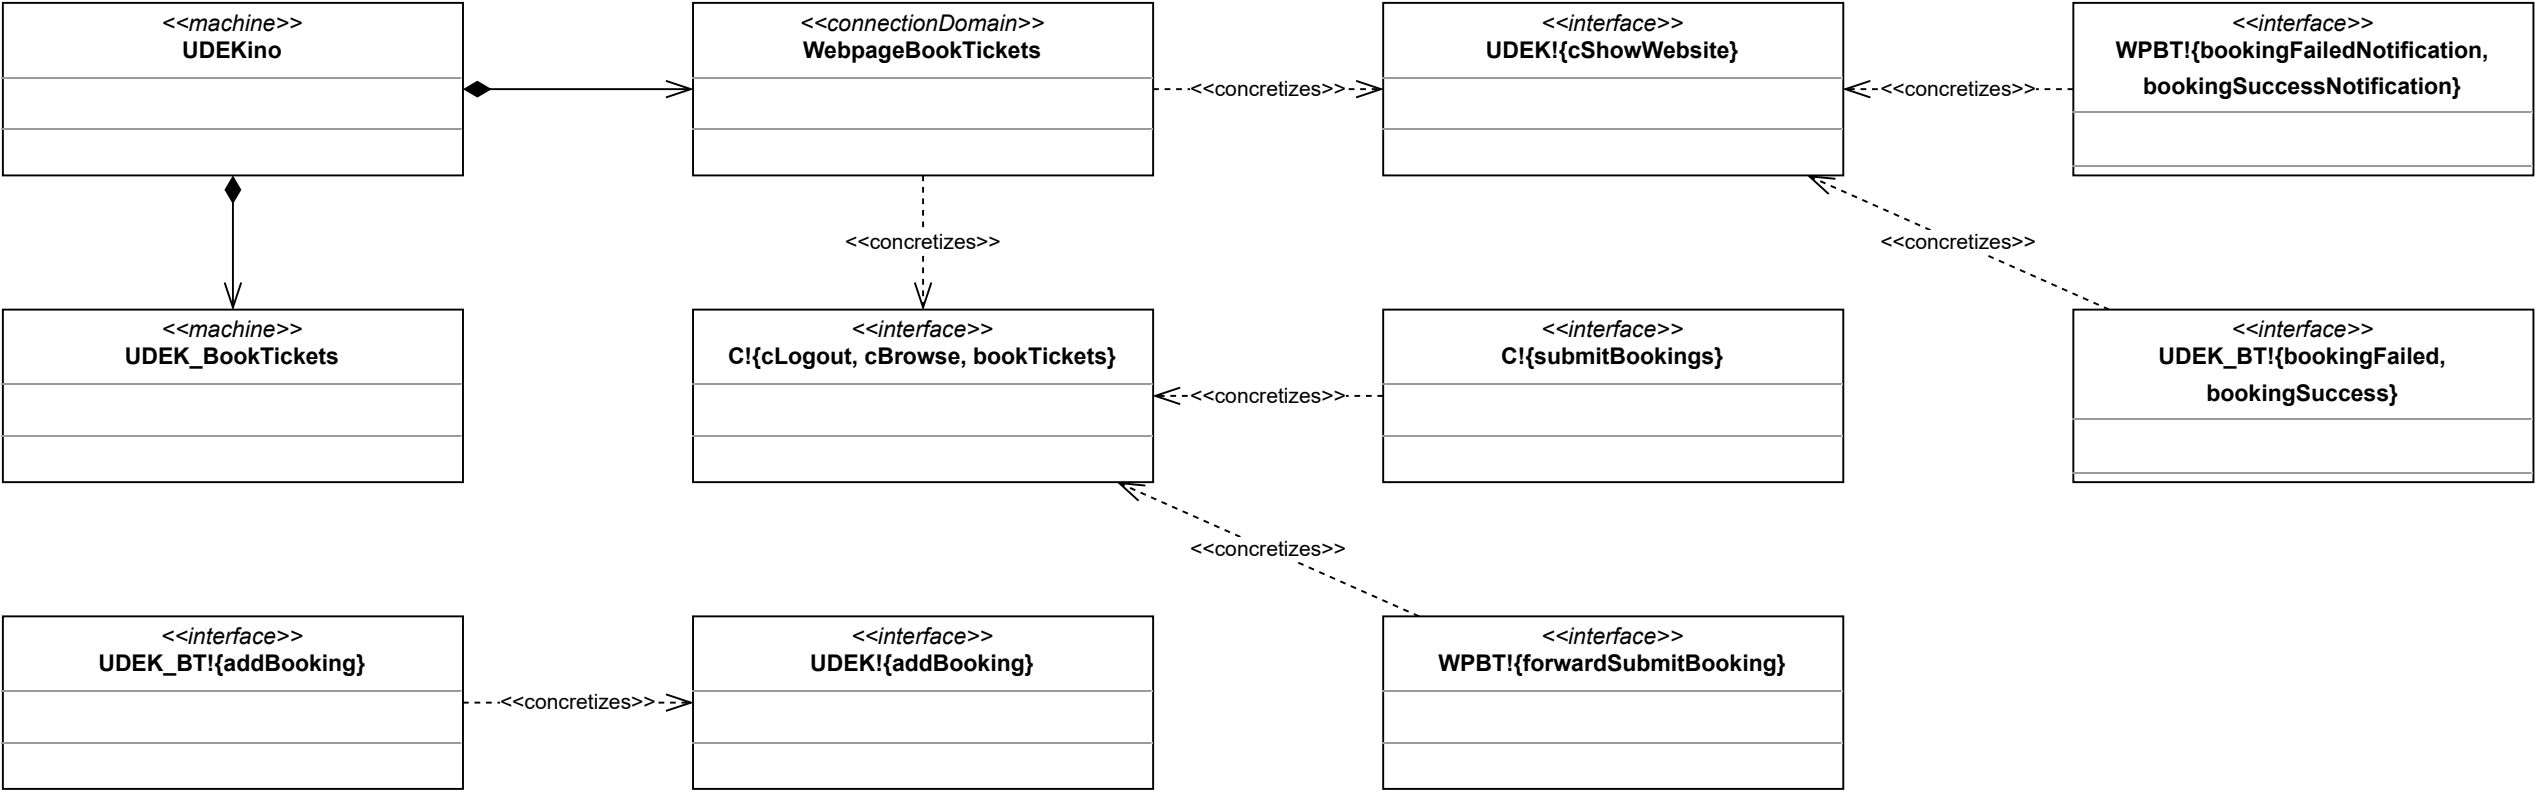 <<machine>>
UDEKino
<<connectionDomain>>
WebpageBookTickets
<<interface>>
UDEK!{cShowWebsite}
<<interface>>
WPBT!{bookingFailedNotification,
bookingSuccessNotification}
<<concretizes>>
<<concretizes>>
<<concretizes>>
<<concretizes>>
<<machine>>
UDEK_BookTickets
<<interface>>
C!{cLogout, cBrowse, bookTickets}
<<interface>>
C!{submitBookings}
<<interface>>
UDEK_BT!{bookingFailed,
bookingSuccess}
<<concretizes>>
<<concretizes>>
<<interface>>
UDEK_BT!{addBooking}
<<interface>>
UDEK!{addBooking}
<<interface>>
WPBT!{forwardSubmitBooking}
<<concretizes>>